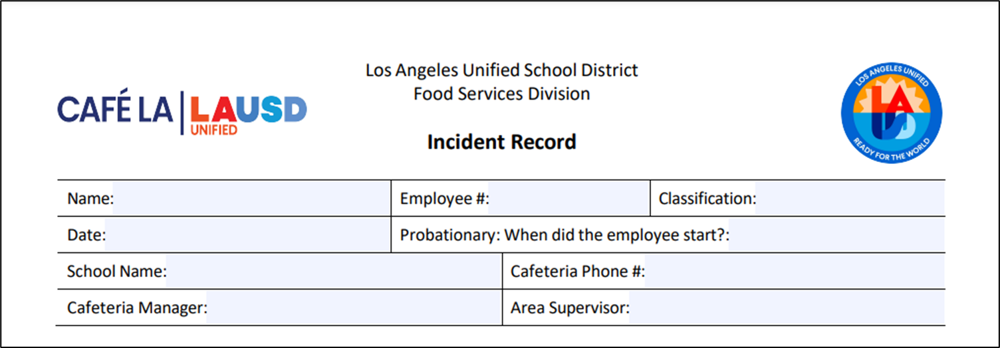 Los Angeles Unified School District
Food Services Division
CAFÉ LA | LAUSD
UNIFIED
LOS ANGELES UNIFIED
LAUSD
READY FOR THE WORLD
Incident Record
Name: Employee #: Classification:
Date: Probationary: When did the employee start?:
School Name: Cafeteria Phone #:
Cafeteria Manager: Area Supervisor: